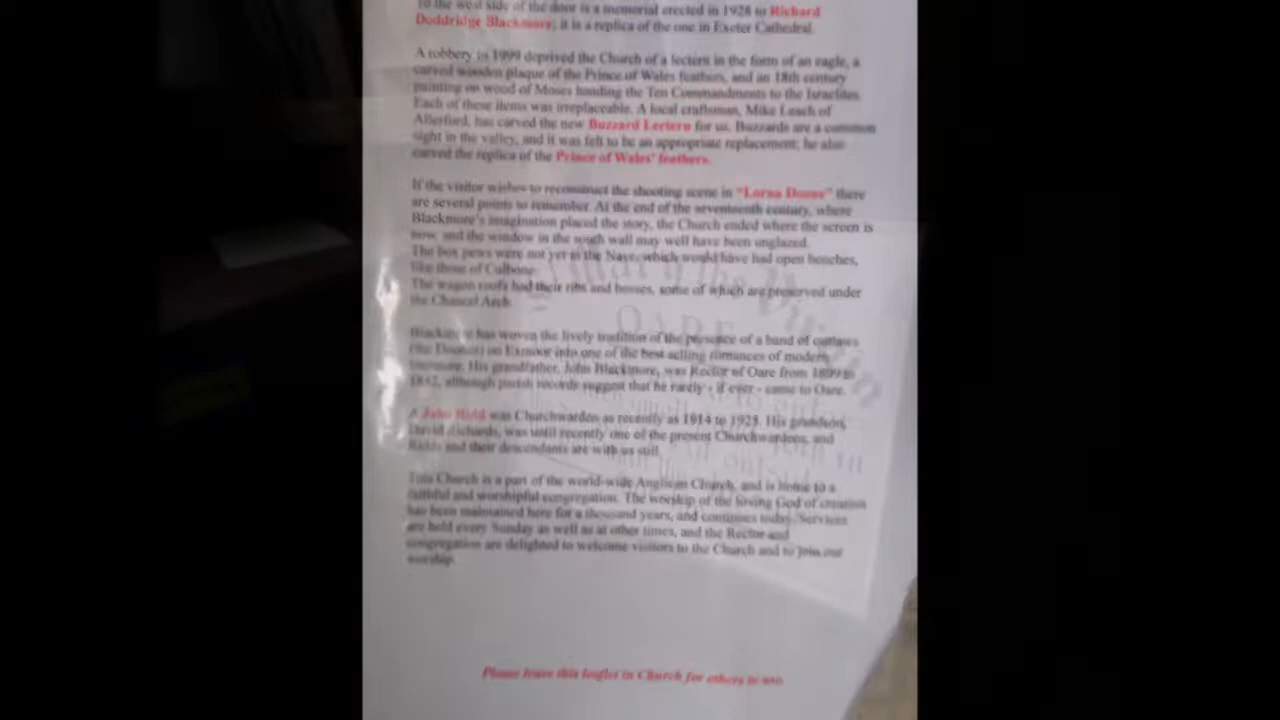 To the west side of the door is a memorial erected in 1928 to Richard
Doddridge Blackmore; it is a replica of the one in Exeter Cathedral.
A robbery in 1999 deprived the Church of a lectern in the form of an eagle, a
carved wooden plaque of the Prince of Wales feathers, and an 18th century
painting on wood of Moses handing the Ten Commandments to the Israelites.
Each of these items was irreplaceable. A local craftsman, Mike Leach of
Allerford, has carved the new Buzzard Lectern for us. Buzzards are a common
sight in the valley, and it was felt to be an appropriate replacement; he also
carved the replica of the Prince of Wales' feathers.
If the visitor wishes to reconstruct the shooting scene in "Lorna Doone" there
are several points to remember. At the end of the seventeenth century, where
Blackmore's imagination placed the story, the Church ended where the screen is
now and the window in the south wall may well have been unglazed.
The box pews were not yet in the Nave, which would have had open benches,
like those of Culbone.
The wagon roofs had their ribs and bosses, some of which are preserved under
the Chancel Arch.
Blackmore has woven the lively tradition of the presence of a band of outlaws
(the Doones) on Exmoor into one of the best selling romances of modern
His grandfather, John Blackmore, was Rector of Oare from
1842, although parish records suggest that he rarely - if ever - came to Oare.
A John Ridd was Churchwarden as recently as 1914 to 1925. His grandson,
David Richards, was until recently one of the present Churchwardens, and
Ridds and their descendants are with us still.
This Church is a part of the world-wide Anglican Church, and is home to a
faithful and worshipful congregation. The worship of the loving God of creation
has been maintained here for a thousand years, and continues today. Services
are held every Sunday as well as at other times, and the Rector and
congregation are delighted to welcome visitors to the Church and to join our
worship.
Please leave this leaflet in Church for others to use.